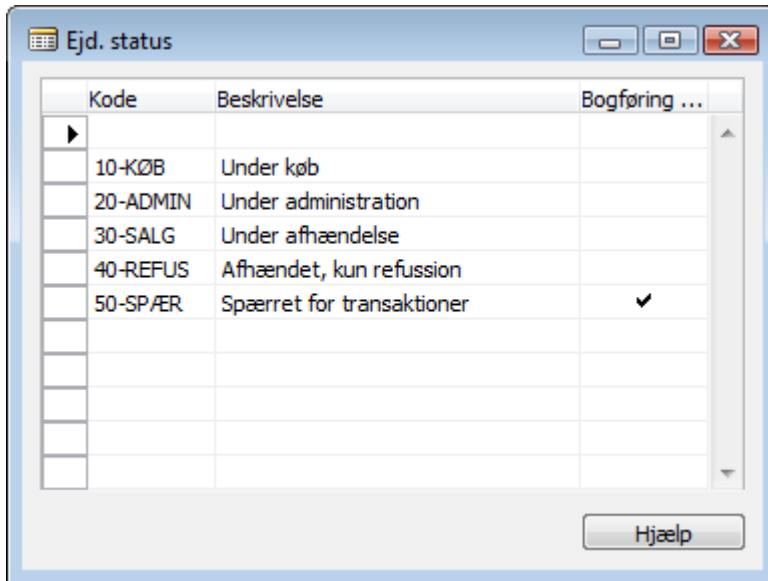 Ejd. status
Kode Beskrivelse Bogføring ...
10-KØB Under køb
20-ADMIN Under administration
30-SALG Under afhændelse
40-REFUS Afhændet, kun refussion
50-SPÆR Spærret for transaktioner
Hjælp